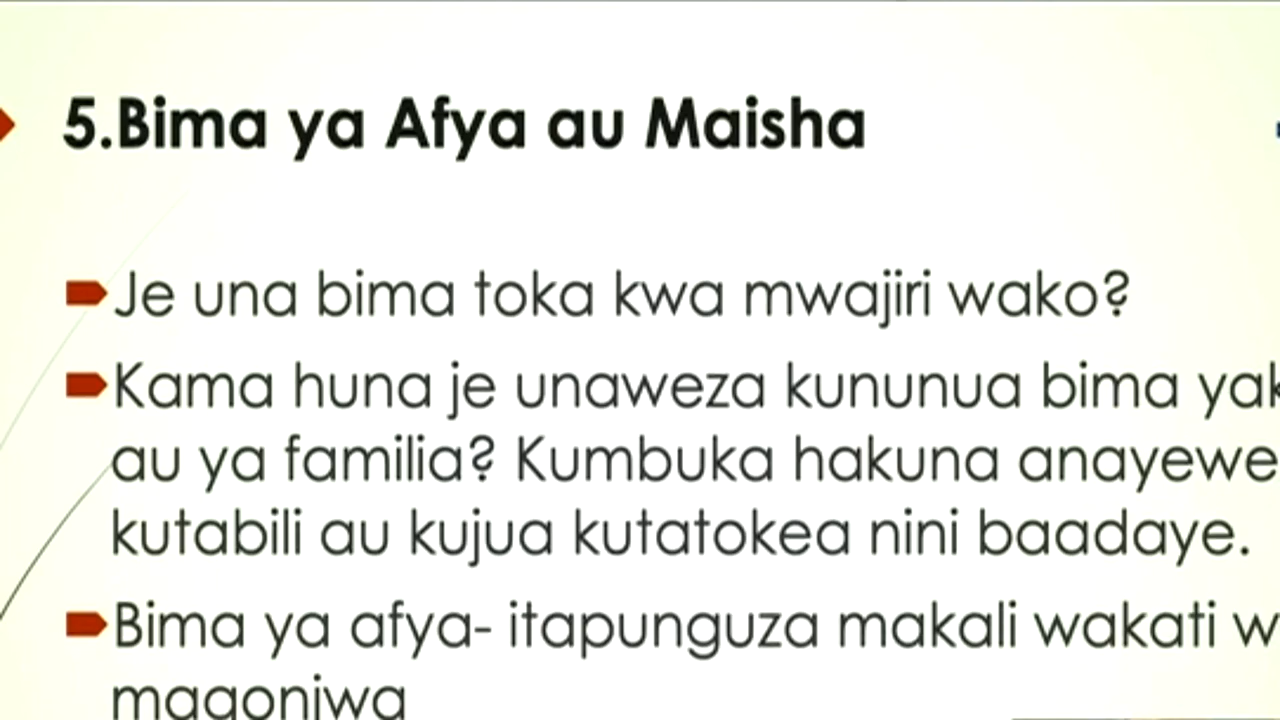 5.Bima ya Afya au Maisha
Je una bima toka kwa mwajiri wako?
Kama huna je unaweza kununua bima
au ya familia? Kumbuka hakuna
kutabili au kujua kutatokea nini baadaye.
Bima ya afya- itapunguza makali wakati
magonjwa